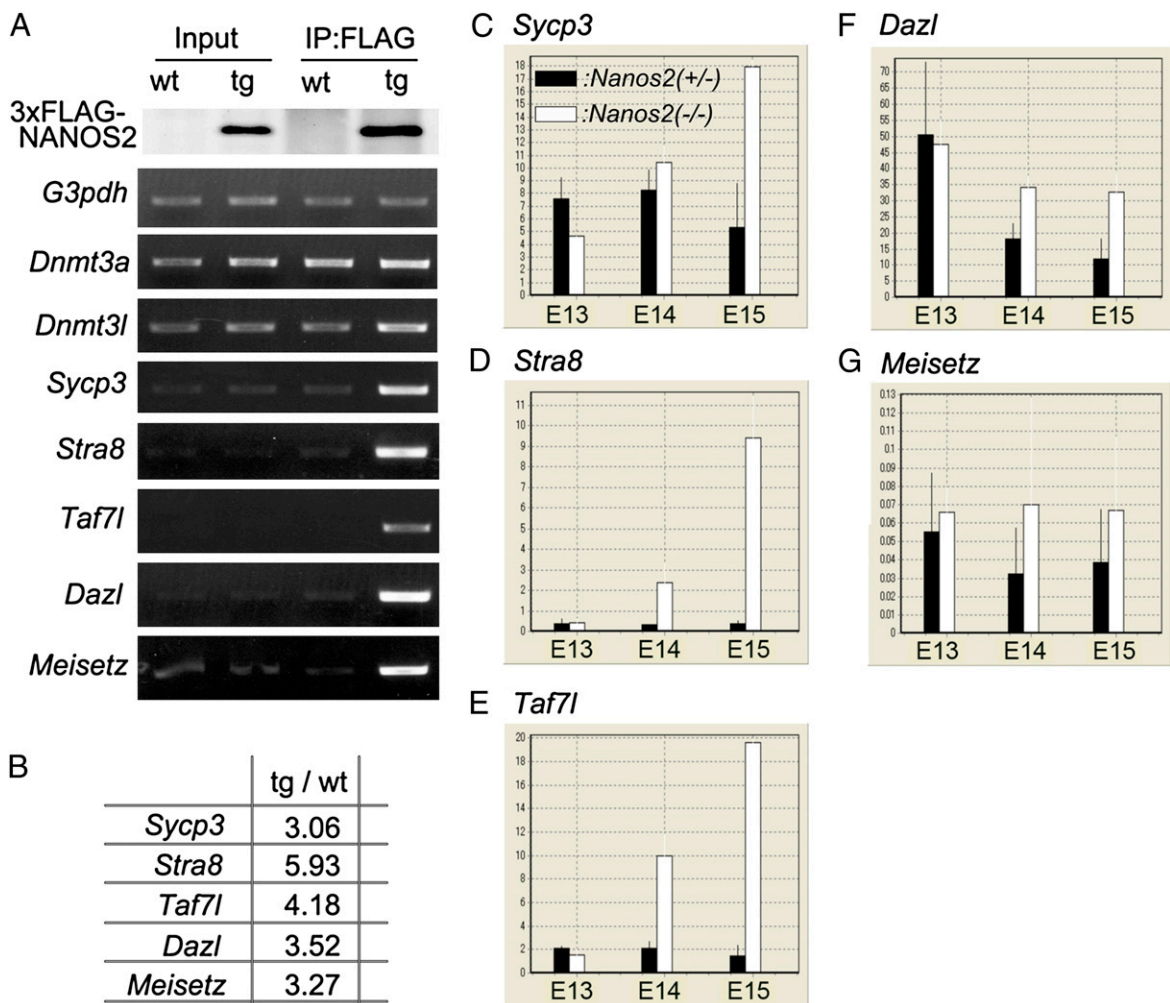 A
Input
IP:FLAG
wt
tg
wt
tg
3xFLAG-
NANOS2
G3pdh
Dnmt3a
Dnmt3l
Sycp3
Stra8
Taf7l
Dazl
Meisetz
B
tg / wt
Sycp3 3.06
Stra8 5.93
Taf7l 4.18
Dazl 3.52
Meisetz 3.27
C Sycp3
:Nanos2(+/-)
:Nanos2(-/-)
18
17
16
15
14
13
12
11
10
9
8
7
6
5
4
3
2
1
0
E13 E14 E15
D Stra8
11
10
9
8
7
6
5
4
3
2
1
0
E13 E14 E15
E Taf7l
20
18
16
14
12
10
8
6
4
2
0
E13 E14 E15
F Dazl
70
65
60
55
50
45
40
35
30
25
20
15
10
5
0
E13 E14 E15
G Meisetz
0.13
0.12
0.11
0.1
0.09
0.08
0.07
0.06
0.05
0.04
0.03
0.02
0.01
0
E13 E14 E15